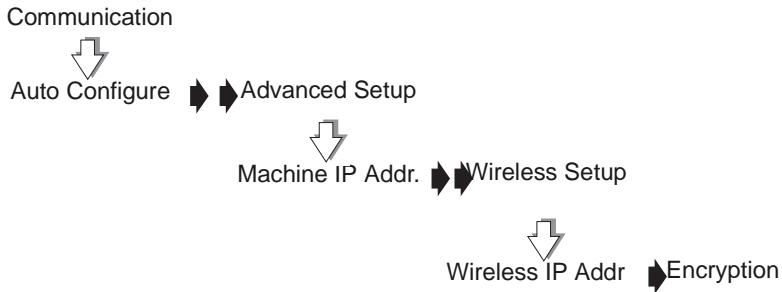 Communication
Auto Configure Advanced Setup
Machine IP Addr. Wireless Setup
Wireless IP Addr Encryption